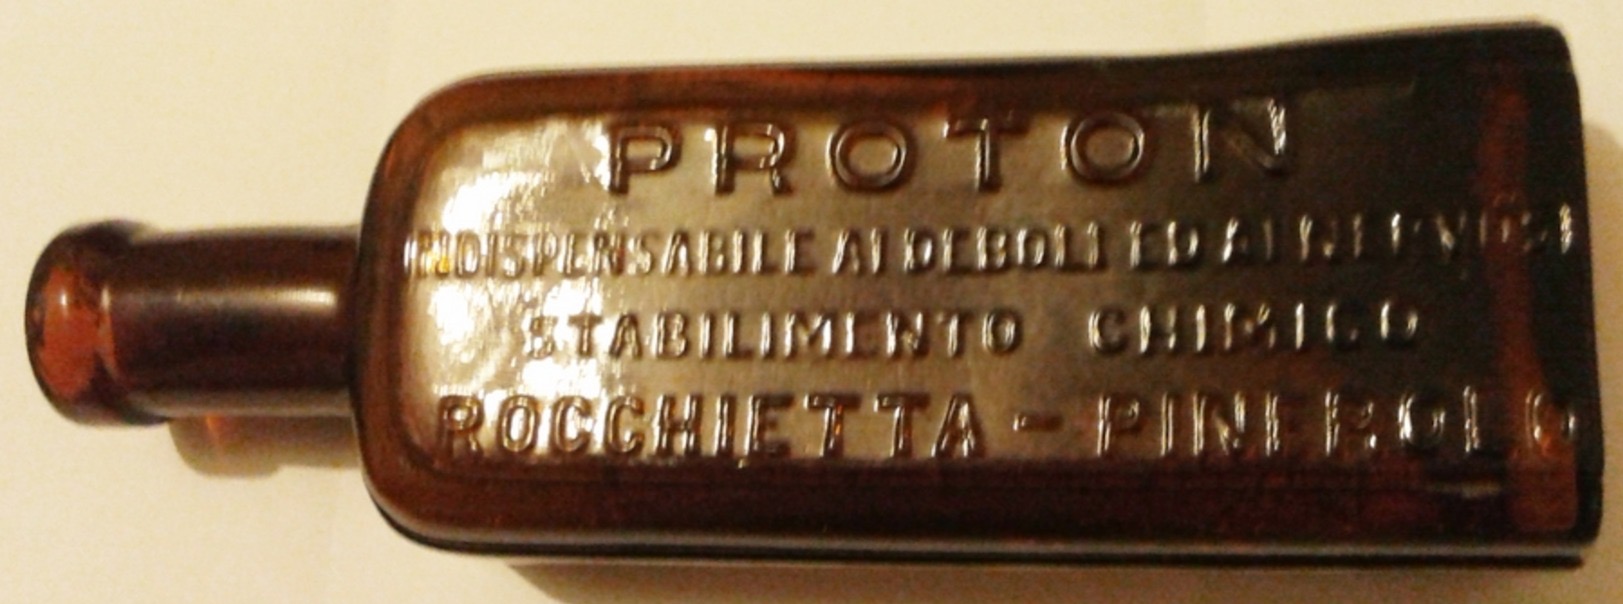 PROTON
INDISPENSABILE AI DEBOLI ED AI NERVOSI
STABILIMENTO CHIMICO
ROCCHIETTA - PINEROLO